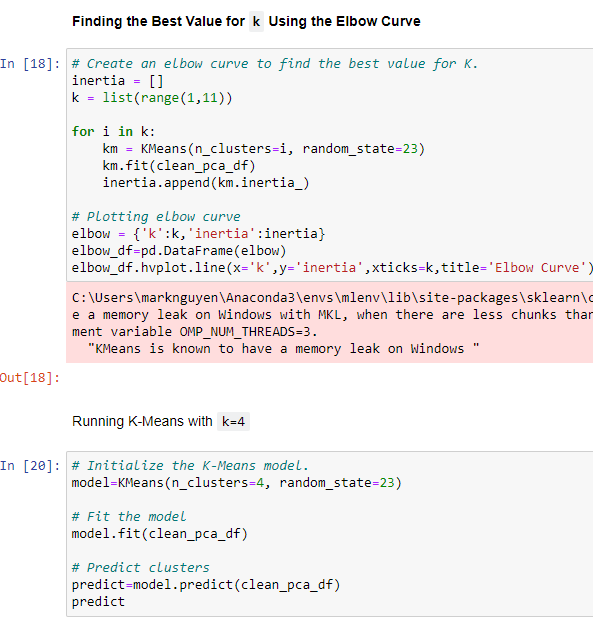 Finding the Best Value for k Using the Elbow Curve
In [18]: # Create an elbow curve to find the best value for K.
inertia = []
k = list(range(1,11))
for i in k:
km = KMeans(n_clusters=i, random_state=23)
km.fit(clean_pca_df)
inertia.append(km.inertia_)
# Plotting elbow curve
elbow = {'k':k,'inertia':inertia}
elbow_df=pd.DataFrame(elbow)
elbow_df.hvplot.line(x='k',y='inertia',xticks=k,title='Elbow Curve')
C:\Users\marknguyen\Anaconda3\envs\mlenv\lib\site-packages\sklearn\
e a memory leak on Windows with MKL, when there are less chunks
ment variable OMP_NUM_THREADS=3.
"KMeans is known to have a memory leak on Windows "
Out[18]:
Running K-Means with k=4
In [20]: # Initialize the K-Means model.
model=KMeans(n_clusters=4, random_state=23)
# Fit the model
model.fit(clean_pca_df)
# Predict clusters
predict=model.predict(clean_pca_df)
predict